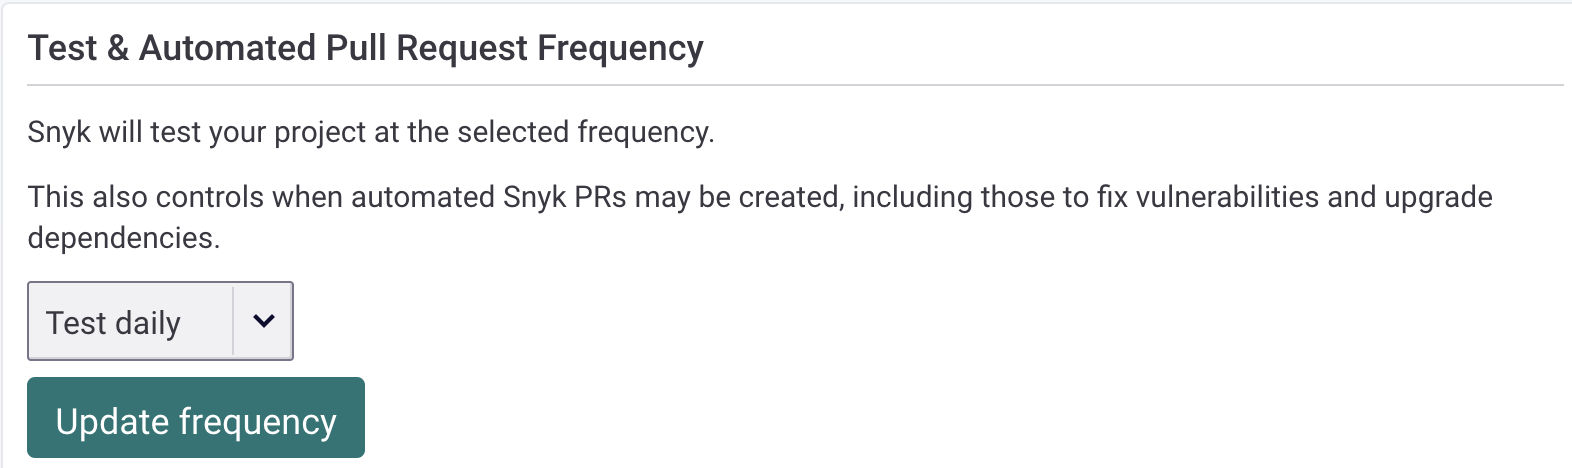 Test & Automated Pull Request Frequency
Snyk will test your project at the selected frequency.
This also controls when automated Snyk PRs may be created, including those to fix vulnerabilities and upgrade
dependencies.
Test daily
Update frequency